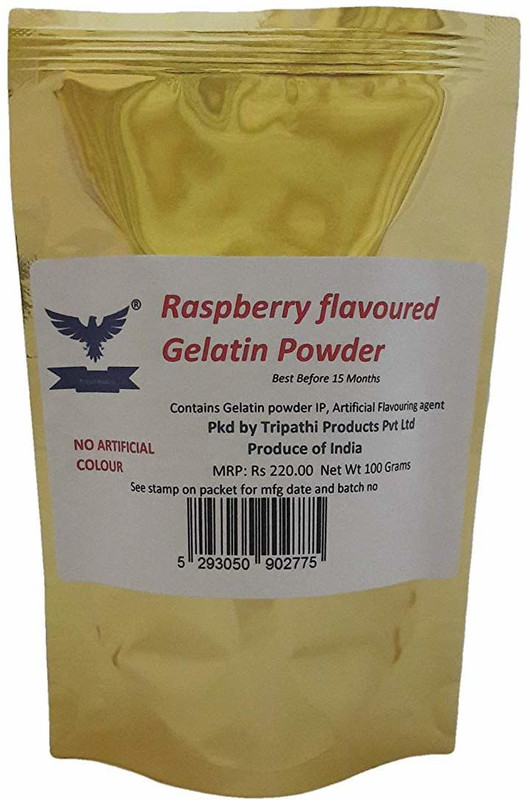 ®
Raspberry flavoured
Gelatin Powder
Best Before 15 Months
Contains Gelatin powder IP, Artificial Flavouring agent
Pkd by Tripathi Products Pvt Ltd
NO ARTIFICIAL
COLOUR
Produce of India
MRP: Rs 220.00 Net Wt 100 Grams
See stamp on packet for mfg date and batch no
5 293050 902775